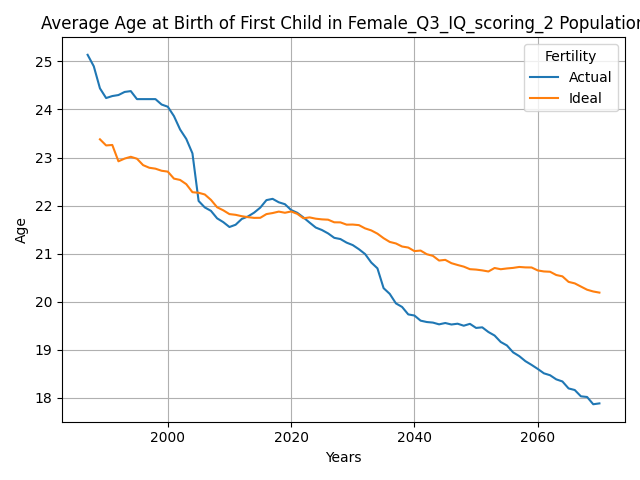 Average Age at Birth of First Child in Female_Q3_IQ_scoring_2 Population
Fertility
Actual
Ideal
25
24
23
22
21
20
19
18
Age
2000
2020
2040
2060
Years